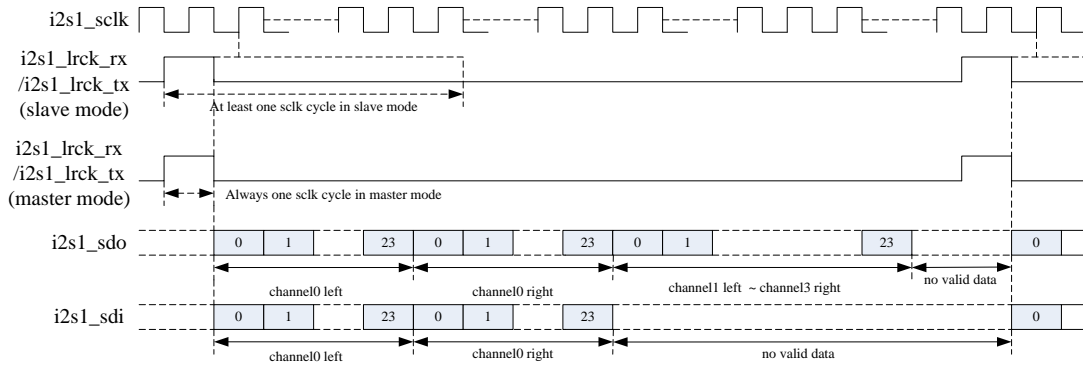 i2s1_sclk
i2s1_lrck_rx
/i2s1_lrck_tx
(slave mode)
At least one sclk cycle in slave mode
i2s1_lrck_rx
/i2s1_lrck_tx
(master mode)
Always one sclk cycle in master mode
i2s1_sdo 0 1 23 0 1 23 0 1 23 0
channel0 left channel0 right channel1 left ~ channel3 right no valid data
i2s1_sdi 0 1 23 0 1 23 0
channel0 left channel0 right no valid data